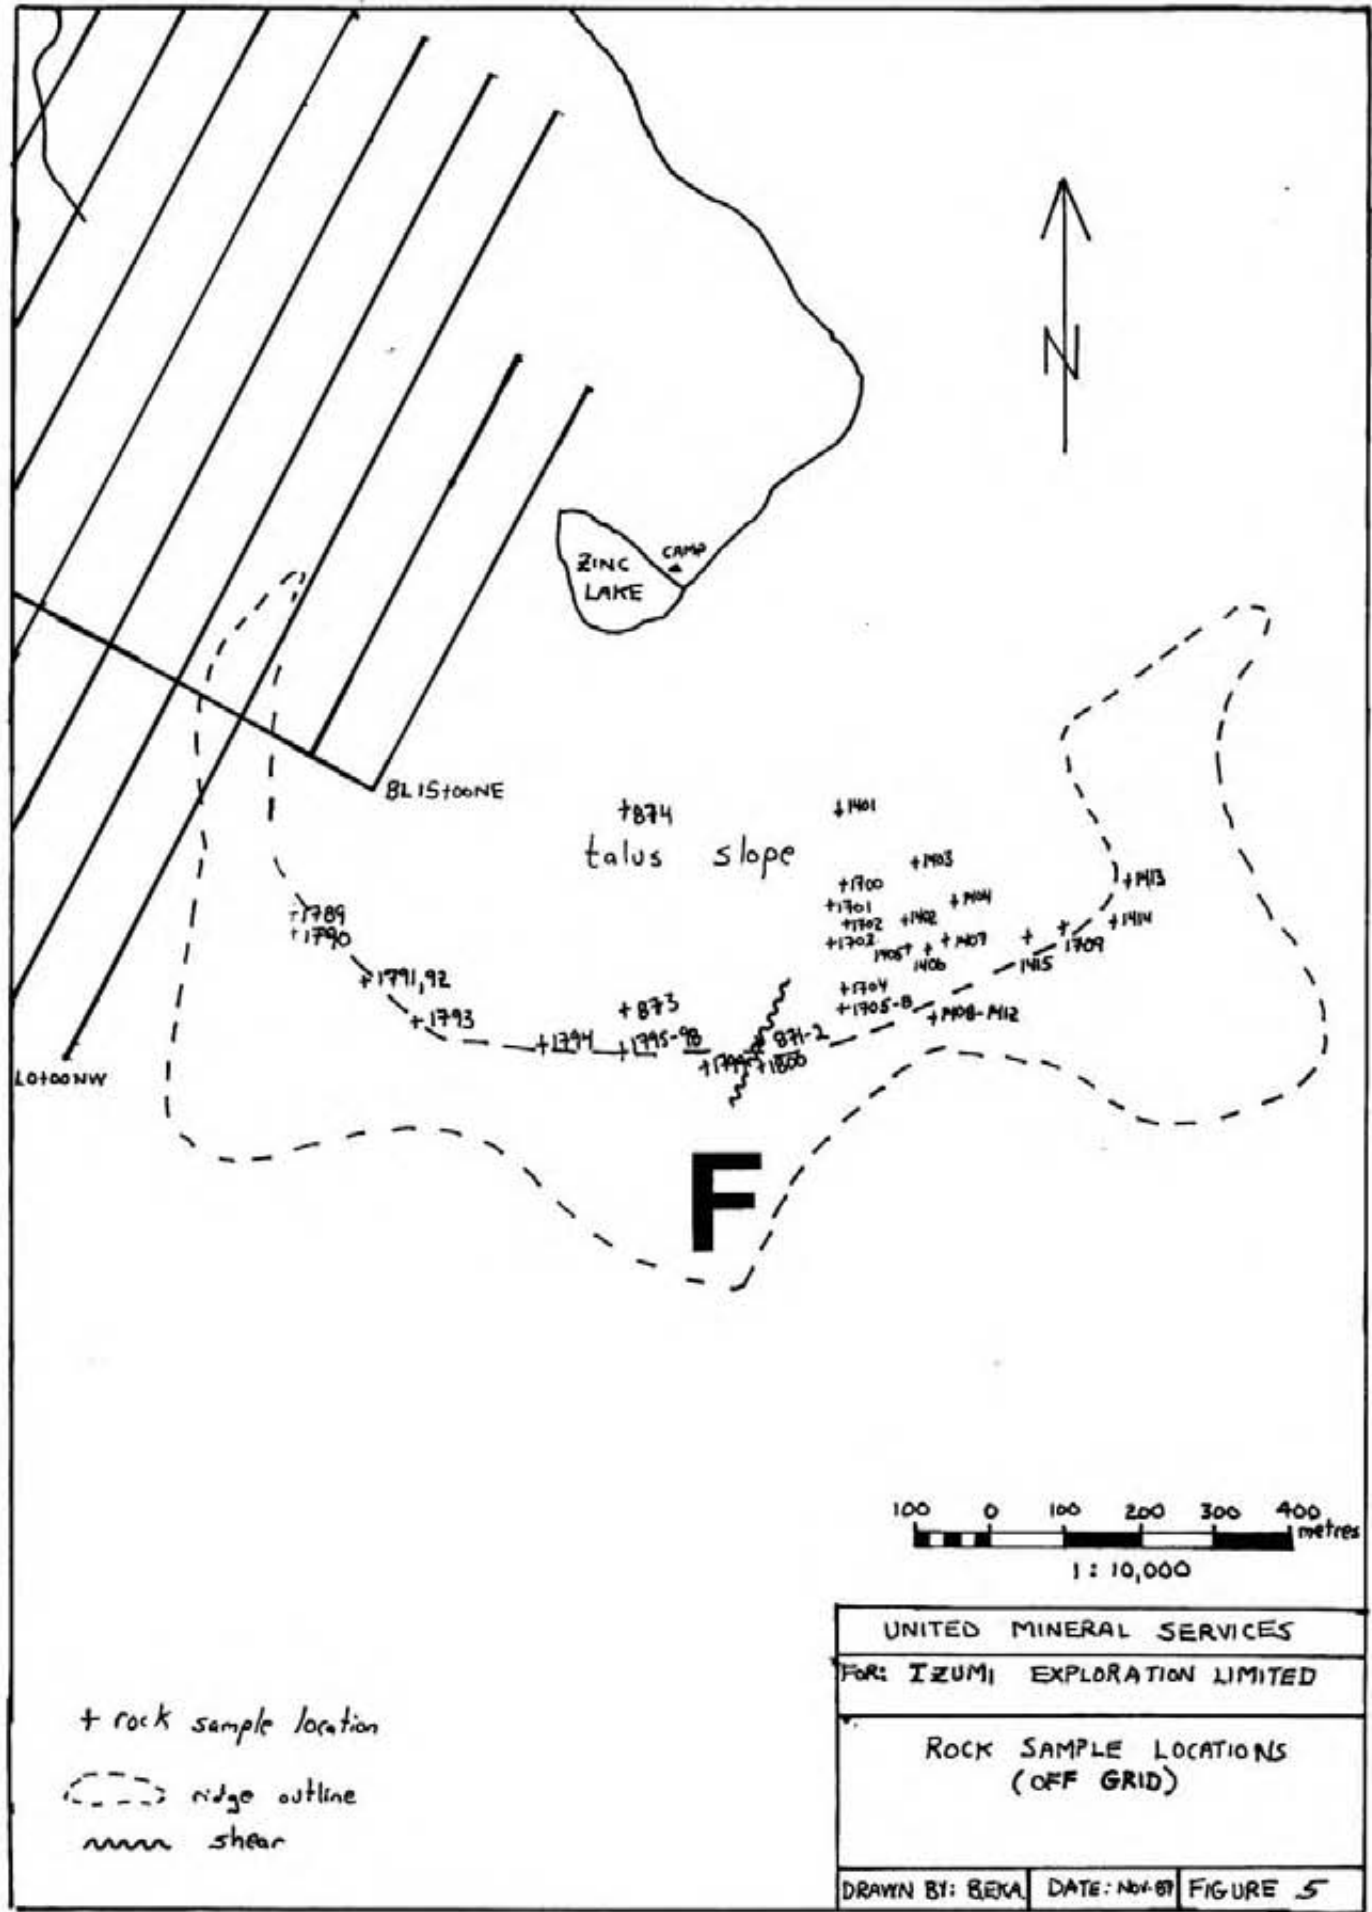 N
ZINC
LAKE
CAMP
BL15+00NE
+874
+1401
talus slope
+1403
+1700
+1701
+1404
+1413
+1702
+1402
+1414
+1789
+1790
+1703
1405+
+1407
1406
1709
1415
+1791,92
+1704
+1705-8
+1408-1412
+873
+1793
+1794
+1795-98
871-2
+1800
L0+00NW
F
100 0 100 200 300 400
metres
1 : 10,000
UNITED MINERAL SERVICES
FOR: IZUMI EXPLORATION LIMITED
ROCK SAMPLE LOCATIONS
(OFF GRID)
DRAWN BY: BEKA DATE: NOV-87 FIGURE 5
+ rock sample location
ridge outline
shear